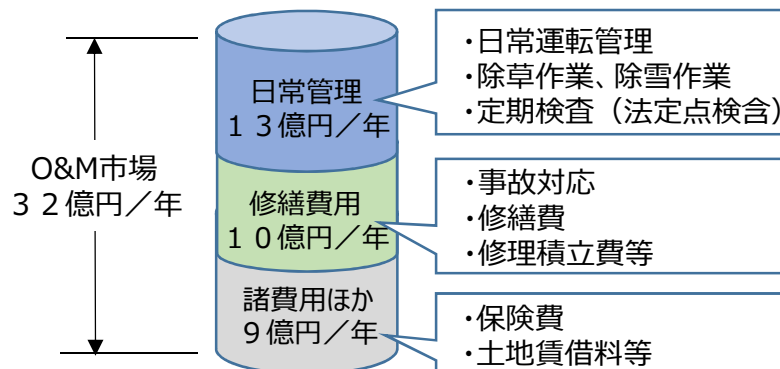 O&M市場
３２億円／年
日常管理
１３億円／年
修繕費用
１０億円／年
諸費用ほか
９億円／年
・日常運転管理
・除草作業、除雪作業
・定期検査（法定点検含）
・事故対応
・修繕費
・修理積立費等
・保険費
・土地賃借料等